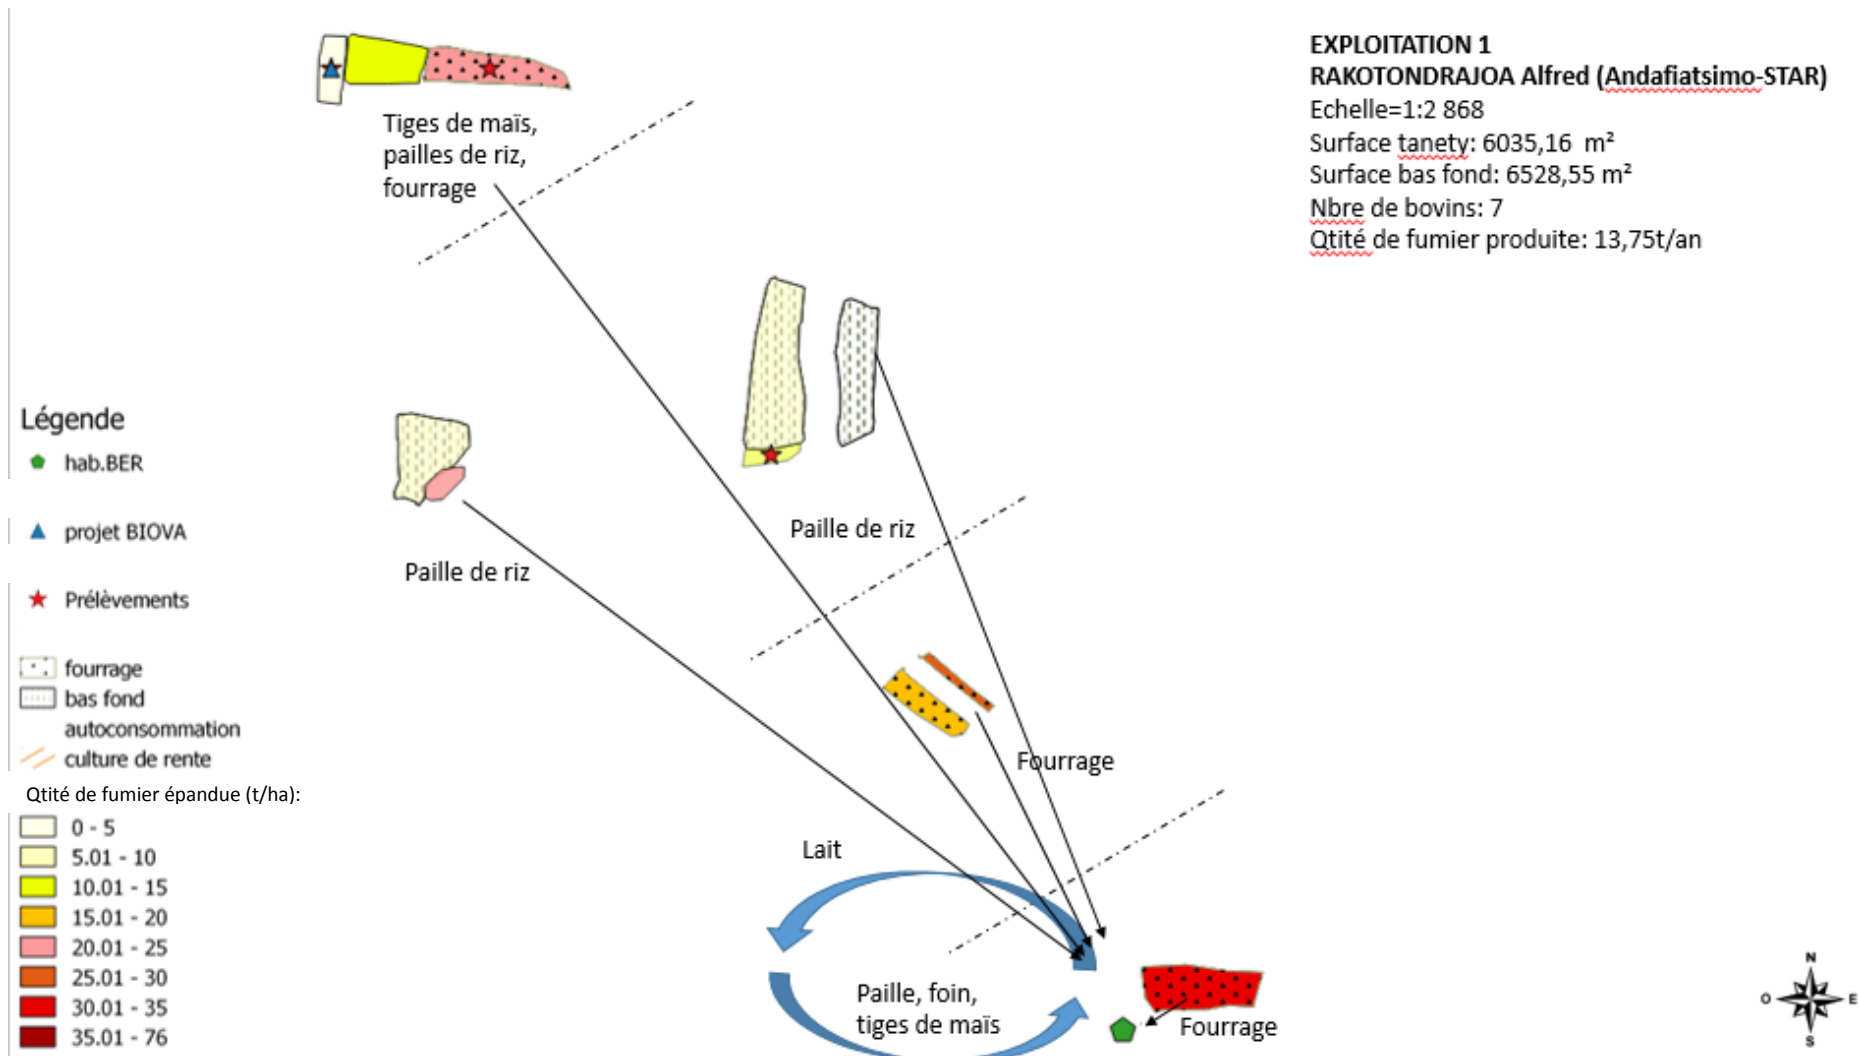 EXPLOITATION 1
RAKOTONDRAJOA Alfred (Andafiatsimo-STAR)
Echelle=1:2 868
Surface tanety: 6035,16 m²
Surface bas fond: 6528,55 m²
Nbre de bovins: 7
Qtité de fumier produite: 13,75t/an
Tiges de maïs,
pailles de riz,
fourrage
Paille de riz
Paille de riz
Fourrage
Lait
Paille, foin,
tiges de maïs
Fourrage
Légende
hab.BER
projet BIOVA
Prélèvements
fourrage
bas fond
autoconsommation
culture de rente
Qtité de fumier épandue (t/ha):
0 - 5
5.01 - 10
10.01 - 15
15.01 - 20
20.01 - 25
25.01 - 30
30.01 - 35
35.01 - 76
N
O
E
S